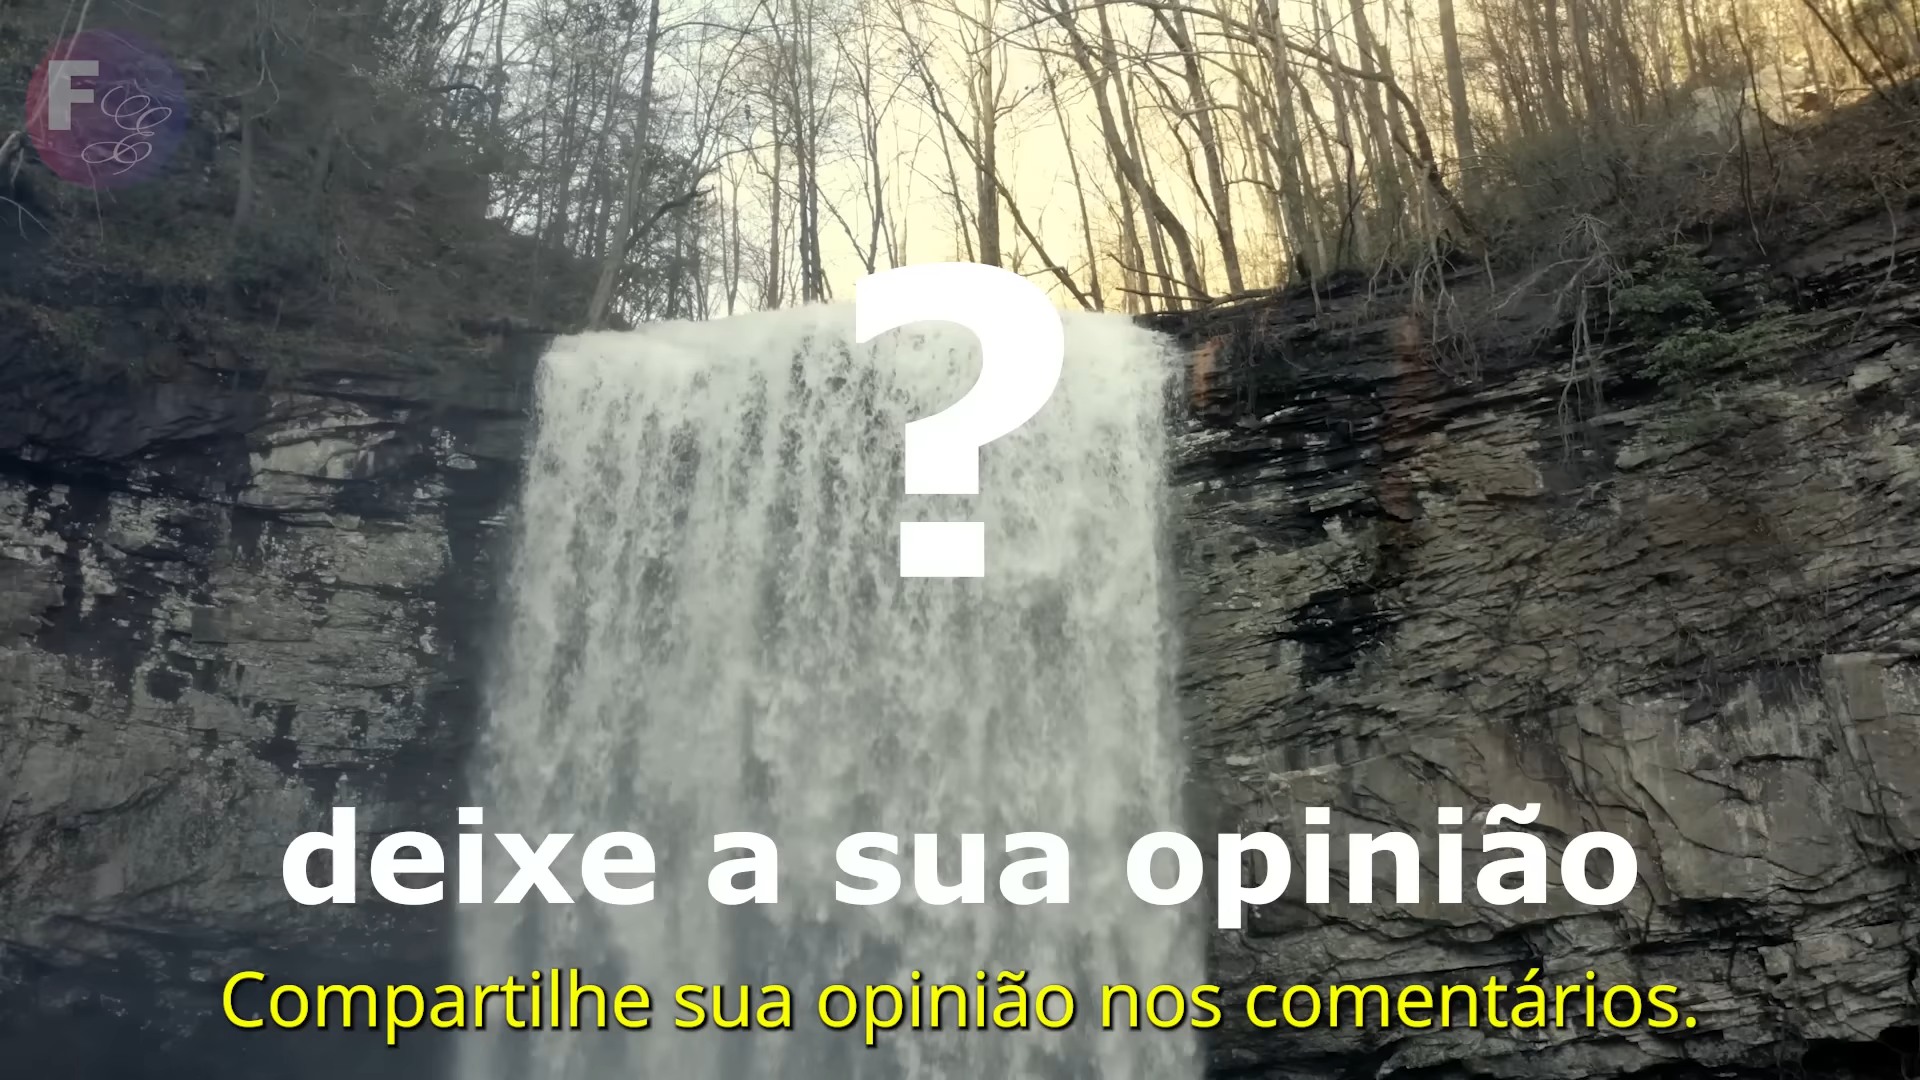 F
?
deixe a sua opinião
Compartilhe sua opinião nos comentários.